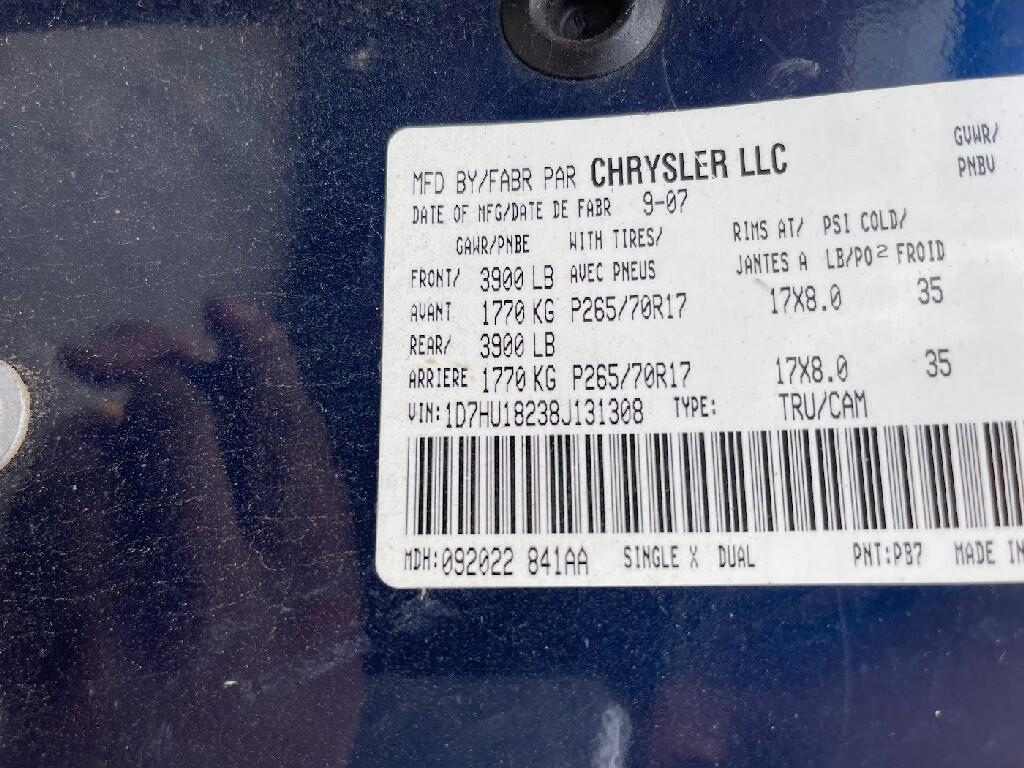 MFD BY/FABR PAR CHRYSLER LLC
GVWR/
PNBV
DATE OF MFG/DATE DE FABR 9-07
GAWR/PNBE WITH TIRES/ RIMS AT/ PSI COLD/
FRONT/ 3900 LB AVEC PNEUS JANTES A LB/PO² FROID
AVANT 1770 KG P265/70R17 17X8.0 35
REAR/ 3900 LB
ARRIERE 1770 KG P265/70R17 17X8.0 35
VIN:1D7HU18238J131308 TYPE: TRU/CAM
MDH:092022 841AA SINGLE X DUAL PNT:PB7 MADE IN